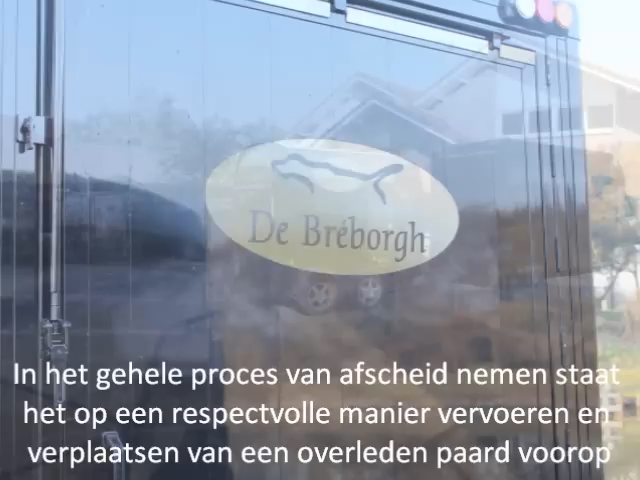 De Bréborgh
In het gehele proces van afscheid nemen staat
het op een respectvolle manier vervoeren en
verplaatsen van een overleden paard voorop